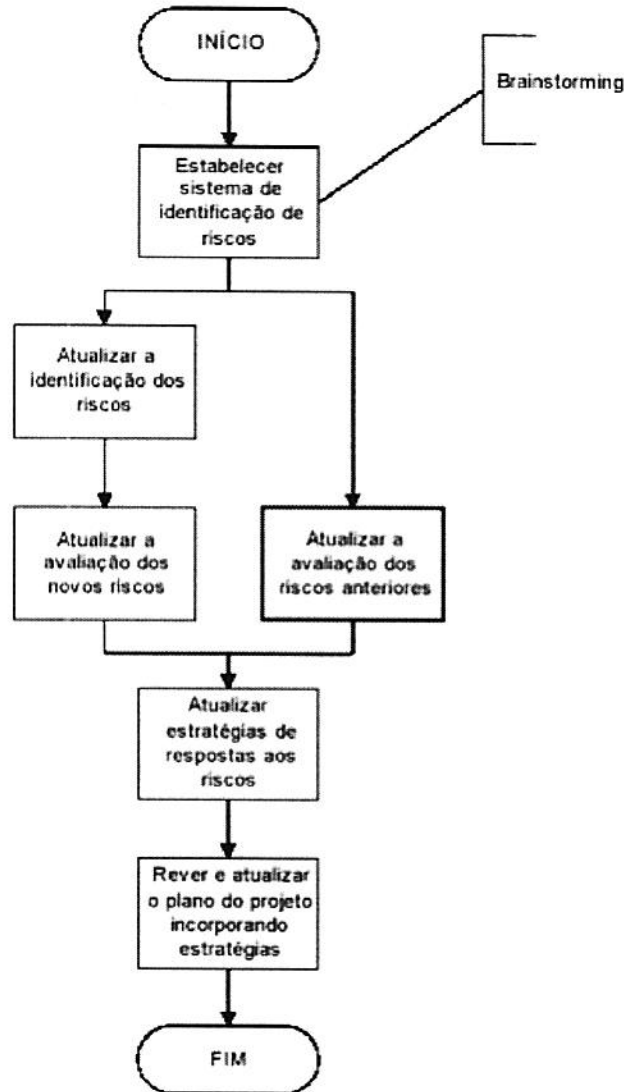 INÍCIO
Brainstorming
Estabelecer
sistema de
identificação de
riscos
Atualizar a
identificação dos
riscos
Atualizar a
avaliação dos
novos riscos
Atualizar a
avaliação dos
riscos anteriores
Atualizar
estratégias de
respostas aos
riscos
Rever e atualizar
o plano do projeto
incorporando
estratégias
FIM